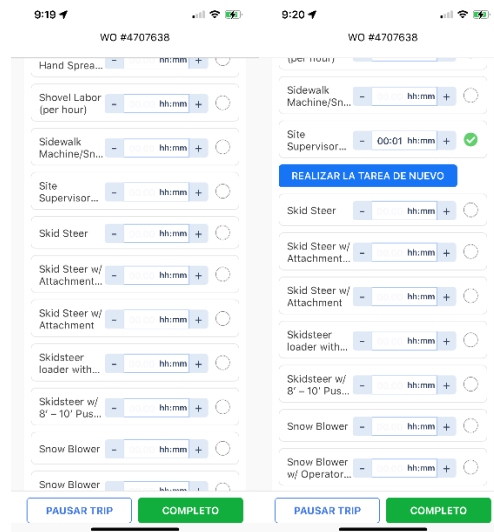 9:19
WO #4707638
Hand Sprea...
- hh:mm +
Shovel Labor
(per hour)
- hh:mm +
Sidewalk
Machine/Sn...
- hh:mm +
Site
Supervisor...
- hh:mm +
Skid Steer
- hh:mm +
Skid Steer w/
Attachment...
- hh:mm +
Skid Steer w/
Attachment
- hh:mm +
Skidsteer
loader with...
- hh:mm +
Skidsteer w/
8' – 10' Pus...
- hh:mm +
Snow Blower
- hh:mm +
Snow Blower
- hh:mm +
PAUSAR TRIP
COMPLETO
9:20
WO #4707638
(per hour)
Sidewalk
Machine/Sn...
- hh:mm +
Site
Supervisor...
- 00:01 hh:mm +
REALIZAR LA TAREA DE NUEVO
Skid Steer
- hh:mm +
Skid Steer w/
Attachment...
- hh:mm +
Skid Steer w/
Attachment
- hh:mm +
Skidsteer
loader with...
- hh:mm +
Skidsteer w/
8' – 10' Pus...
- hh:mm +
Snow Blower
- hh:mm +
Snow Blower
w/ Operator...
- hh:mm +
PAUSAR TRIP
COMPLETO